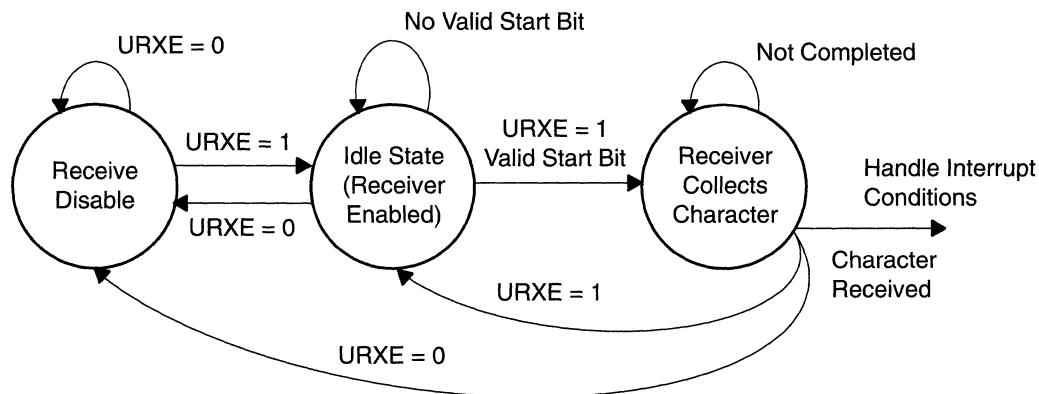 No Valid Start Bit
URXE = 0
Not Completed
URXE = 1
Receive
Disable
URXE = 0
Idle State
(Receiver
Enabled)
URXE = 1
Valid Start Bit
Receiver
Collects
Character
Handle Interrupt
Conditions
Character
Received
URXE = 1
URXE = 0